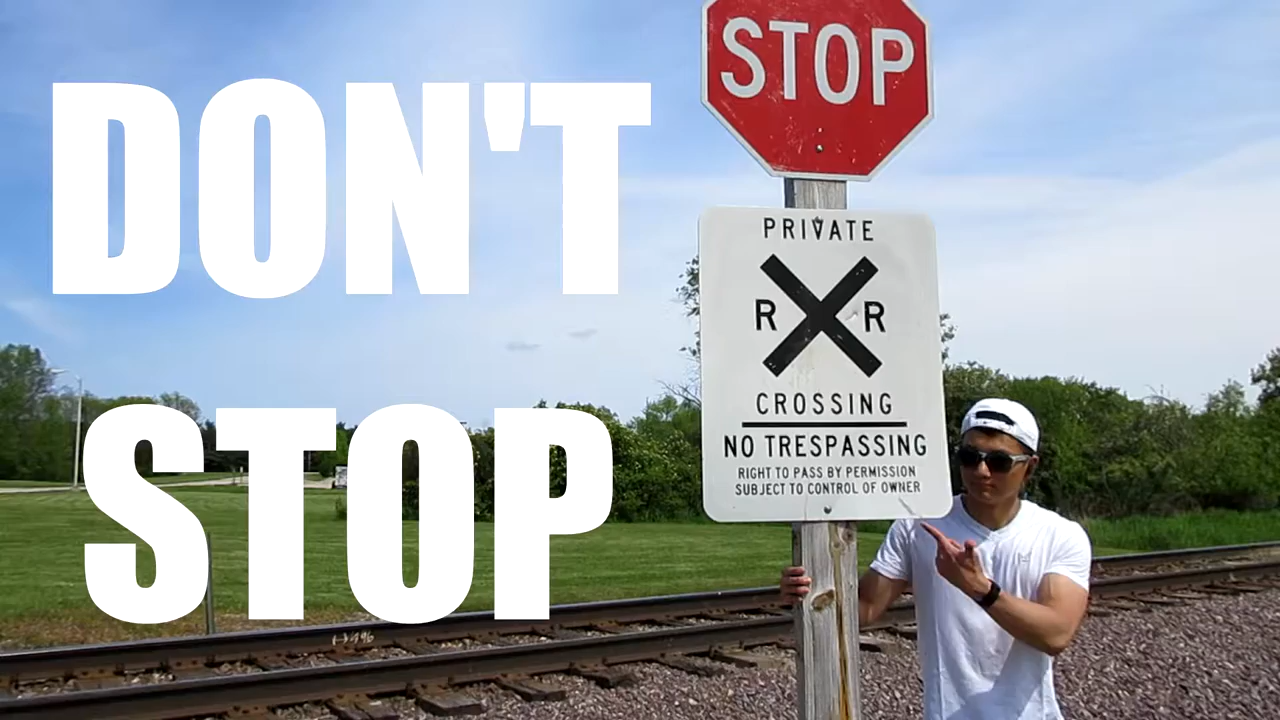 DON'T
STOP
STOP
PRIVATE
R R
CROSSING
NO TRESPASSING
RIGHT TO PASS BY PERMISSION
SUBJECT TO CONTROL OF OWNER